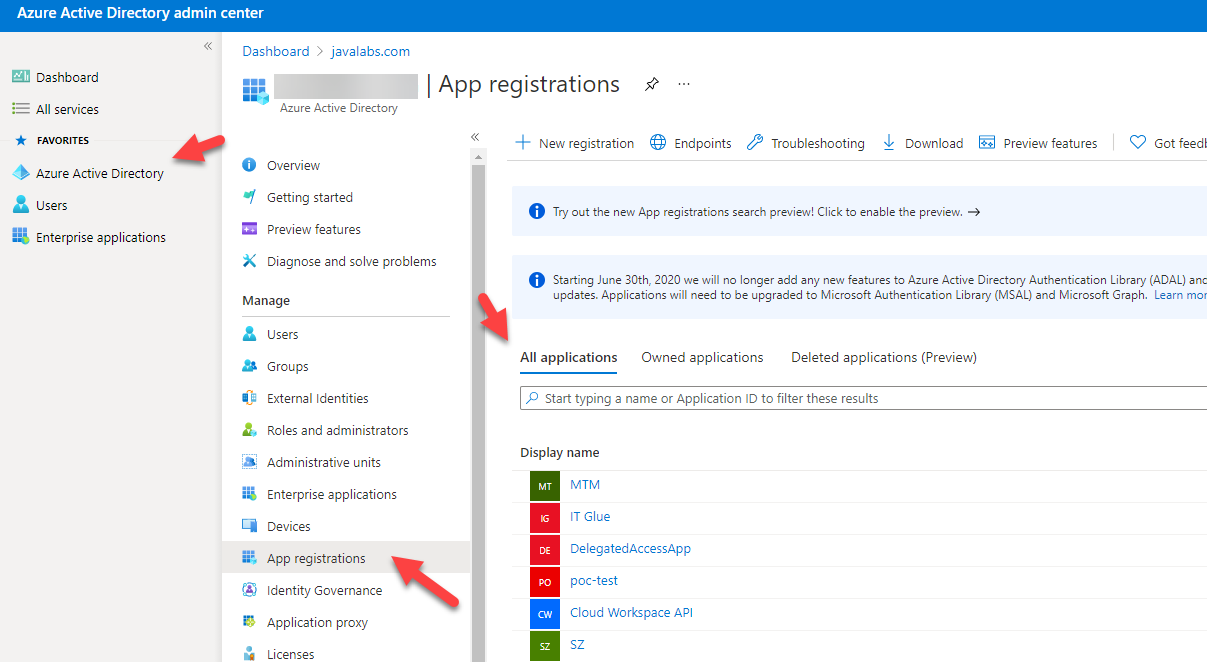 Azure Active Directory admin center
Dashboard
All services
FAVORITES
Azure Active Directory
Users
Enterprise applications
Dashboard > javalabs.com
| App registrations
Azure Active Directory
Overview
Getting started
Preview features
Diagnose and solve problems
Manage
Users
Groups
External Identities
Roles and administrators
Administrative units
Enterprise applications
Devices
App registrations
Identity Governance
Application proxy
Licenses
New registration Endpoints Troubleshooting Download Preview features Got feedb
Try out the new App registrations search preview! Click to enable the preview. →
Starting June 30th, 2020 we will no longer add any new features to Azure Active Directory Authentication Library (ADAL) and
updates. Applications will need to be upgraded to Microsoft Authentication Library (MSAL) and Microsoft Graph. Learn mor
All applications Owned applications Deleted applications (Preview)
Start typing a name or Application ID to filter these results
Display name
MT MTM
IG IT Glue
DE DelegatedAccessApp
PO poc-test
CW Cloud Workspace API
SZ SZ